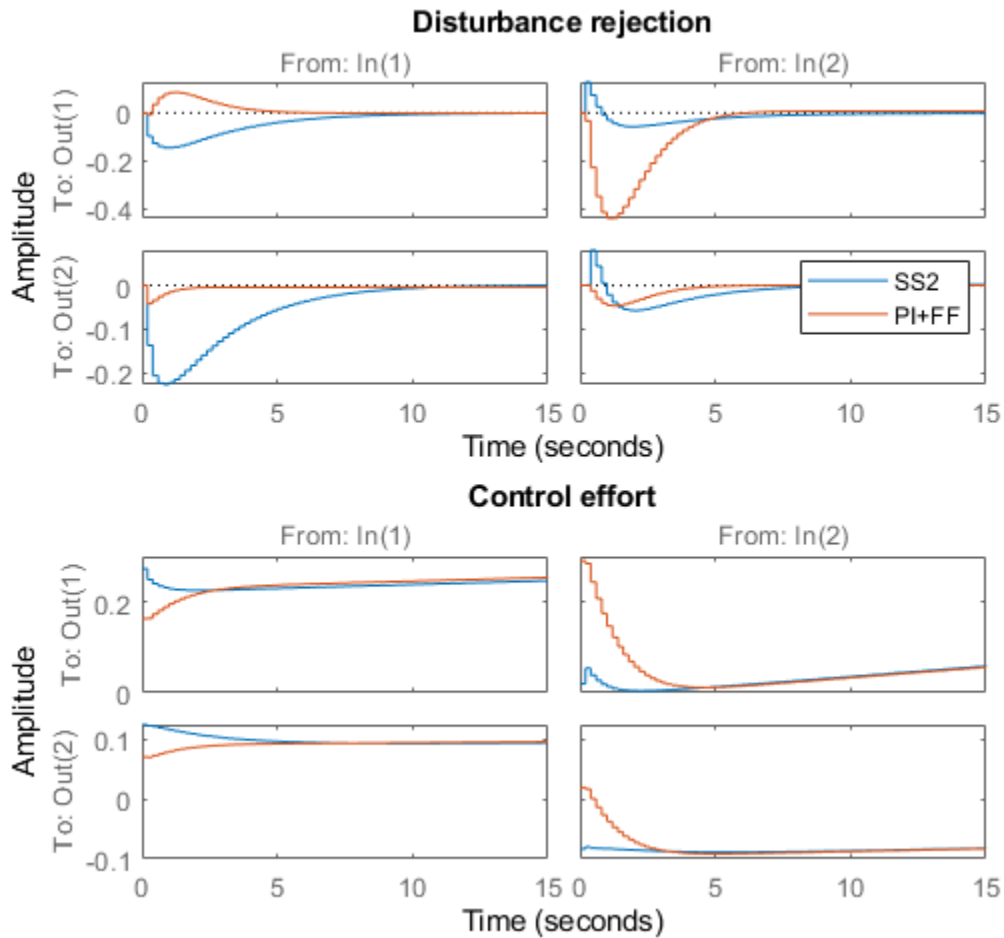 Disturbance rejection
From: In(1) From: In(2)
Amplitude
To: Out(1)
0
-0.2
-0.4
To: Out(2)
0
-0.1
-0.2
SS2
PI+FF
0 5 10 15 0 5 10 15
Time (seconds)
Control effort
From: In(1) From: In(2)
Amplitude
To: Out(1)
0.2
0
To: Out(2)
0.1
0
-0.1
0 5 10 15 0 5 10 15
Time (seconds)